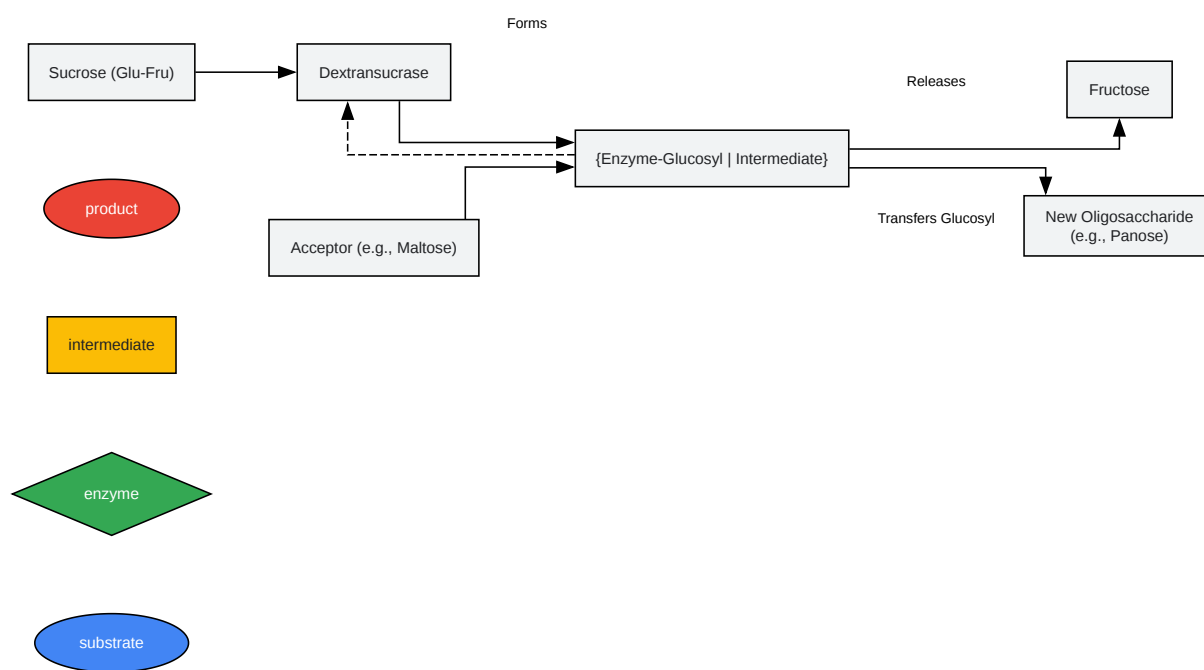 Forms
Sucrose (Glu-Fru)
Dextransucrase
Releases
Fructose
{Enzyme-Glucosyl | Intermediate}
product
Transfers Glucosyl
New Oligosaccharide
(e.g., Panose)
Acceptor (e.g., Maltose)
intermediate
enzyme
substrate